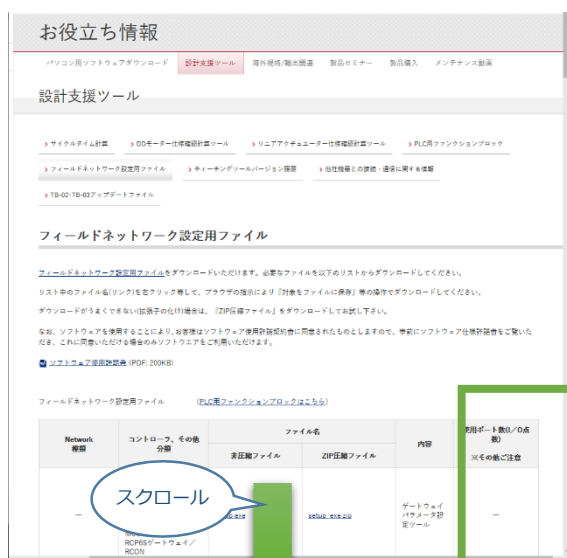 お役立ち情報
パソコン用ソフトウェアダウンロード 設計支援ツール 海外規格/輸出関連 製品セミナー 製品購入 メンテナンス動画
設計支援ツール
サイクルタイム計算 DDモーター仕様確認計算ツール リニアアクチュエーター仕様確認計算ツール PLC用ファンクションブロック
フィールドネットワーク設定用ファイル ティーチングツールバージョン履歴 他社機器との接続・通信に関する情報
TB-02・TB-03アップデートファイル
フィールドネットワーク設定用ファイル
フィールドネットワーク設定用ファイルをダウンロードいただけます。必要なファイルを以下のリストからダウンロードしてください。
リスト中のファイル名(リンク)を右クリック等して、ブラウザの指示により『対象をファイルに保存』等の操作でダウンロードしてください。
ダウンロードがうまくできない(拡張子の化け)場合は、『ZIP圧縮ファイル』をダウンロードしてお試し下さい。
なお、ソフトウェアを使用することにより、お客様はソフトウェア使用許諾契約書に同意されたものとしますので、事前にソフトウェア仕様許諾書をご覧いた
だき、これに同意いただける場合のみソフトウエアをご利用いただけます。
ソフトウェア使用許諾書 (PDF: 200KB)
フィールドネットワーク設定用ファイル (PLC用ファンクションブロックはこちら)
Network
種類
コントローラ、その他
分類
ファイル名
非圧縮ファイル ZIP圧縮ファイル
内容
使用ポート数(I/O点
数)
※その他ご注意
スクロール
－
RCP6Sゲートウェイ/
RCON
setup_exe.zip
ゲートウェイ
パラメータ設
定ツール
－